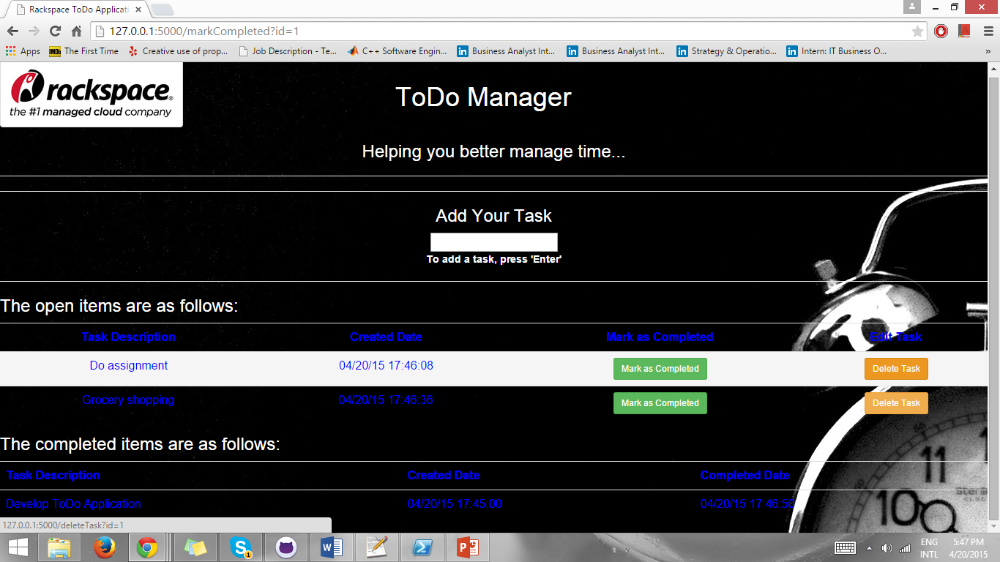 Rackspace ToDo Applicati
127.0.0.1:5000/markCompleted?id=1
Apps IMDb The First Time Creative use of prop... Job Description - Te... C++ Software Engin... in Business Analyst Int... in Business Analyst Int... in Strategy & Operatio... in Intern: IT Business O... »
rackspace®
the #1 managed cloud company
ToDo Manager
Helping you better manage time...
Add Your Task
To add a task, press 'Enter'
The open items are as follows:
Task Description Created Date Mark as Completed Edit Task
Do assignment 04/20/15 17:46:08 Mark as Completed Delete Task
Grocery shopping 04/20/15 17:46:36 Mark as Completed Delete Task
The completed items are as follows:
Task Description Created Date Completed Date
Develop ToDo Application 04/20/15 17:45:00 04/20/15 17:46:50
11
10
127.0.0.1:5000/deleteTask?id=1
ENG 5:47 PM
INTL 4/20/2015